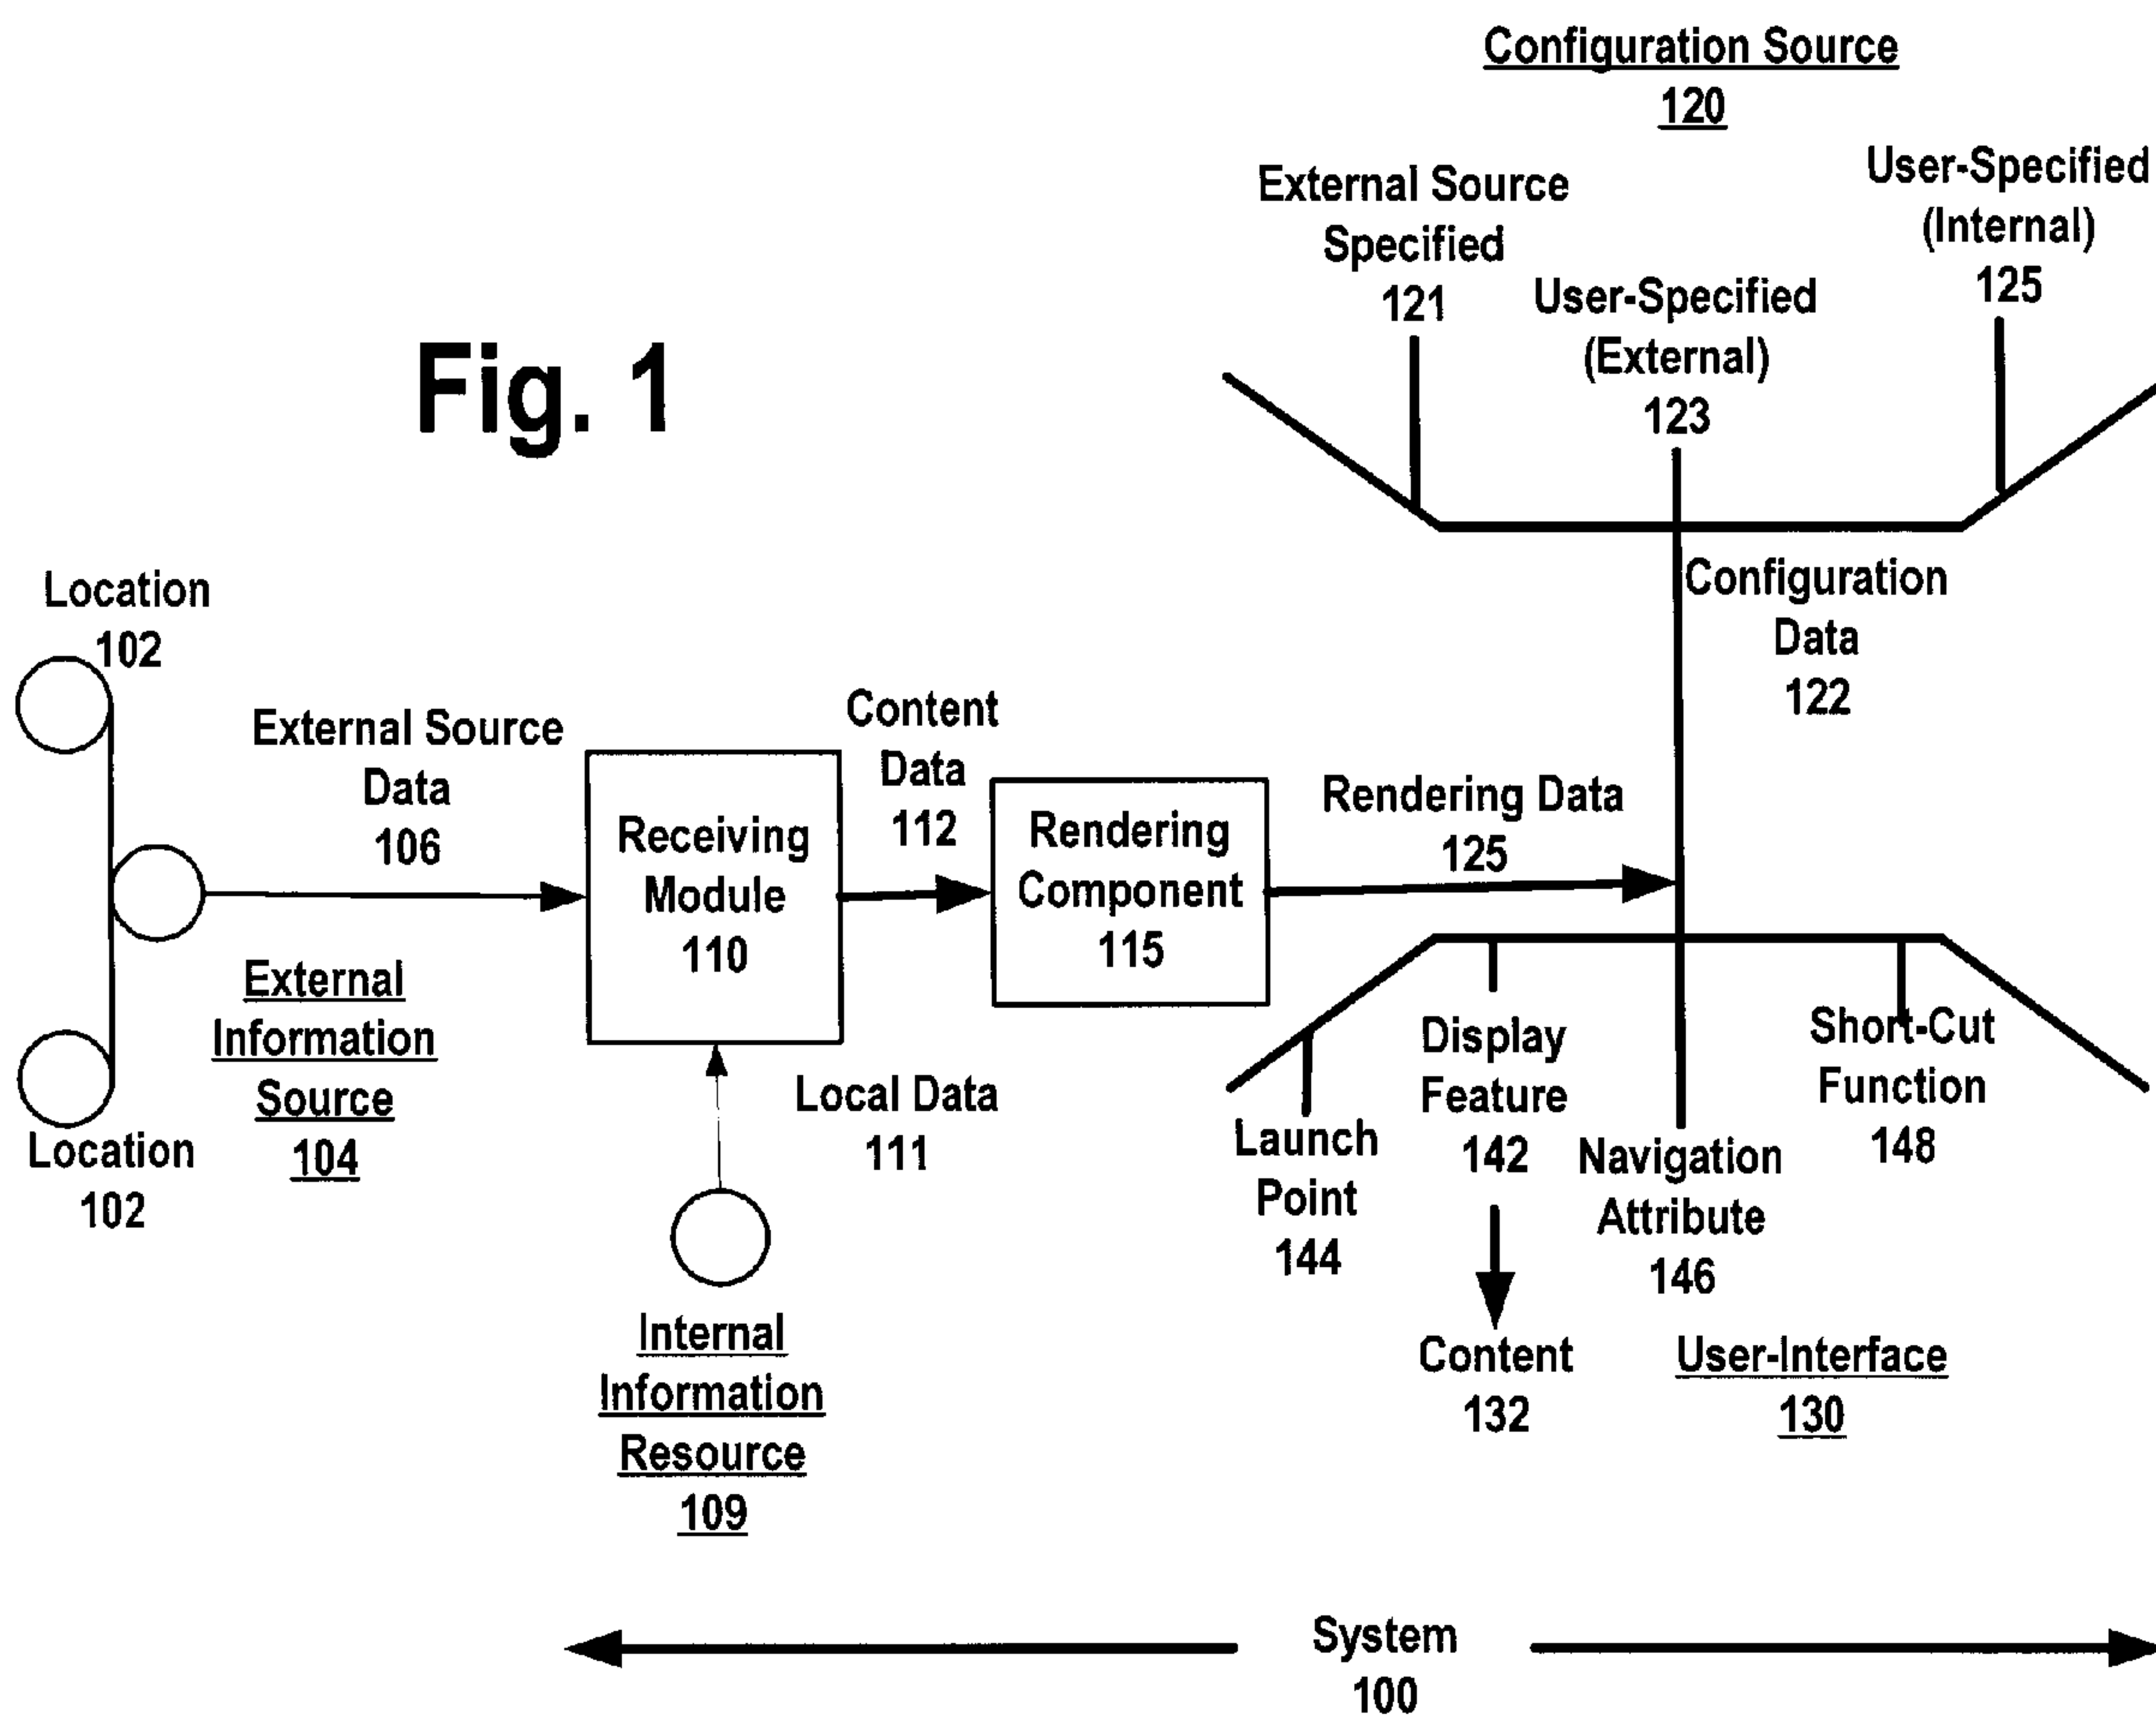 Configuration Source
120
External Source
Specified
121
User-Specified
(External)
123
User-Specified
(Internal)
125
Fig. 1
Configuration
Data
122
Location
102
External Source
Data
106
Receiving
Module
110
Content
Data
112
Rendering
Component
115
Rendering Data
125
External
Information
Source
104
Location
102
Local Data
111
Internal
Information
Resource
109
Launch
Point
144
Display
Feature
142
Navigation
Attribute
146
Short-Cut
Function
148
Content
132
User-Interface
130
System
100